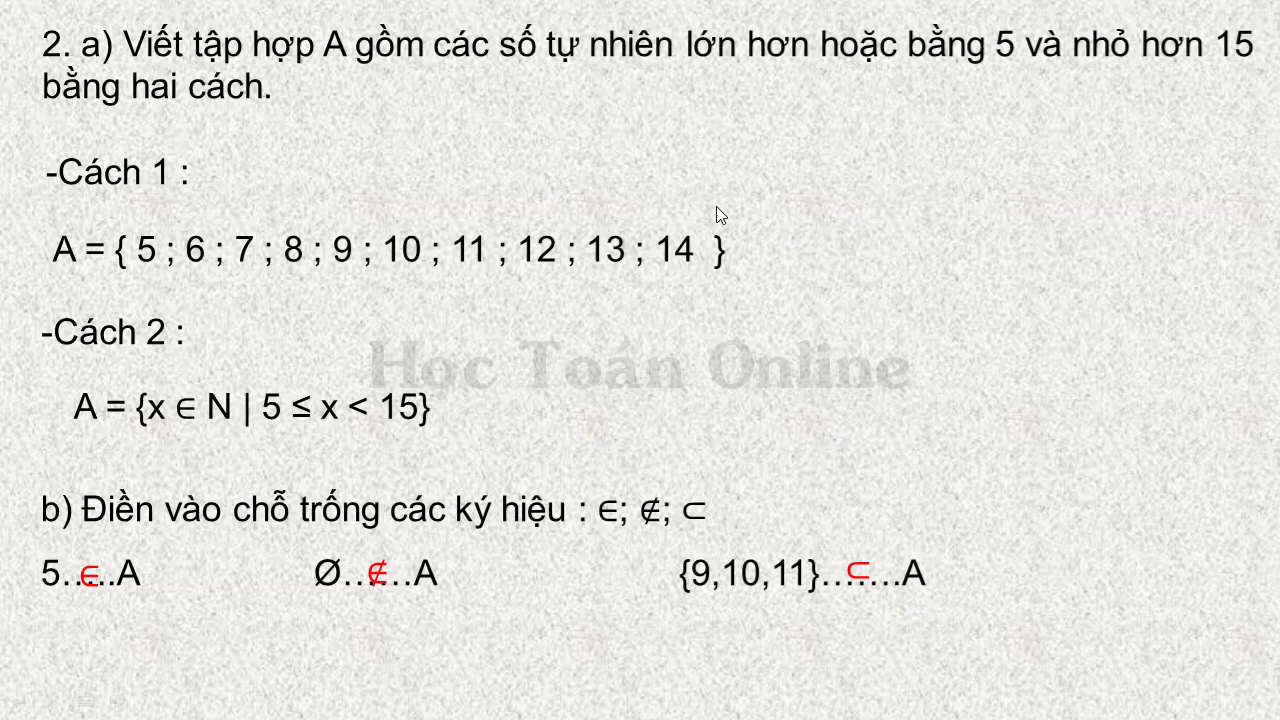 2. a) Viết tập hợp A gồm các số tự nhiên lớn hơn hoặc bằng 5 và nhỏ hơn 15
bằng hai cách.
-Cách 1 :
A = { 5 ; 6 ; 7 ; 8 ; 9 ; 10 ; 11 ; 12 ; 13 ; 14 }
-Cách 2 :
Học Toán Online
A = {x ∈ N | 5 ≤ x < 15}
b) Điền vào chỗ trống các ký hiệu : ∈; ∉; ⊂
5..∈..A Ø...∉...A {9,10,11}...⊂....A